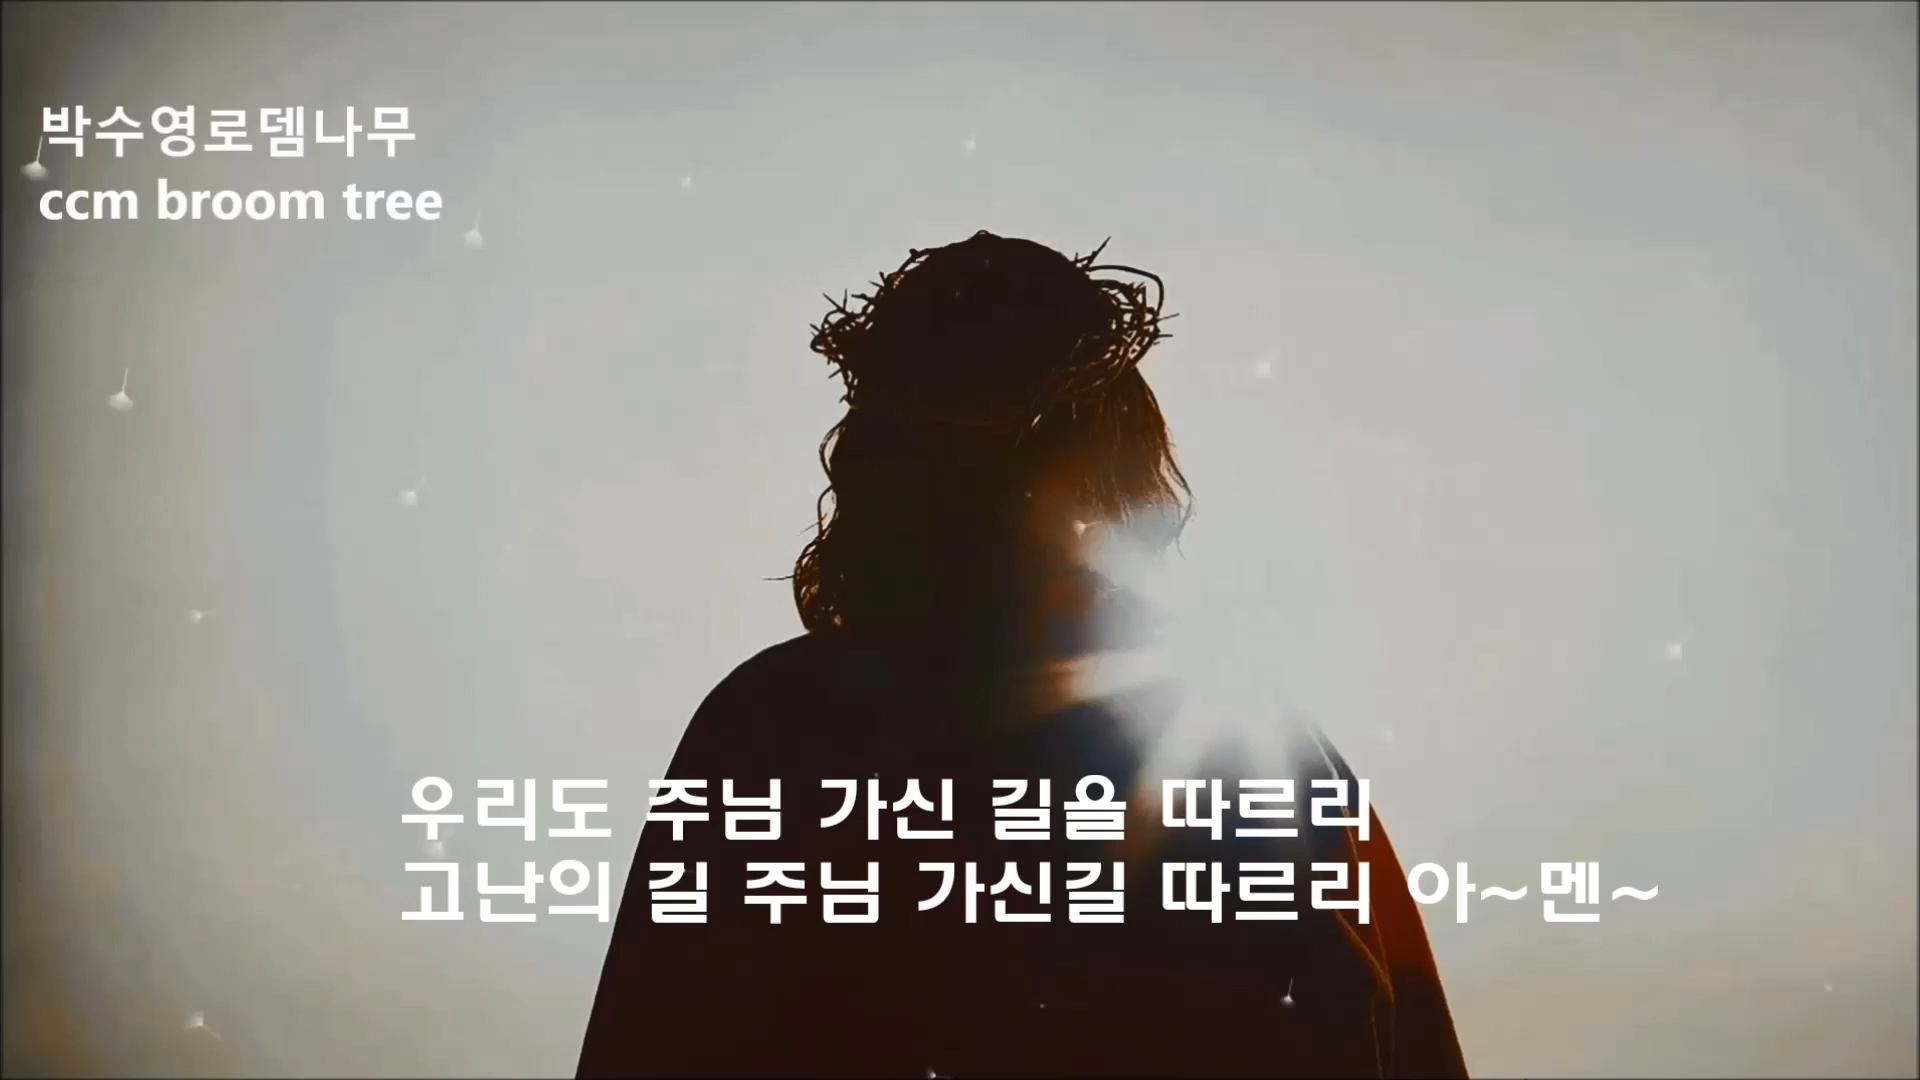 박수영로뎀나무
ccm broom tree
우리도 주님 가신 길을 따르리
고난의 길 주님 가신길 따르리 아~멘~